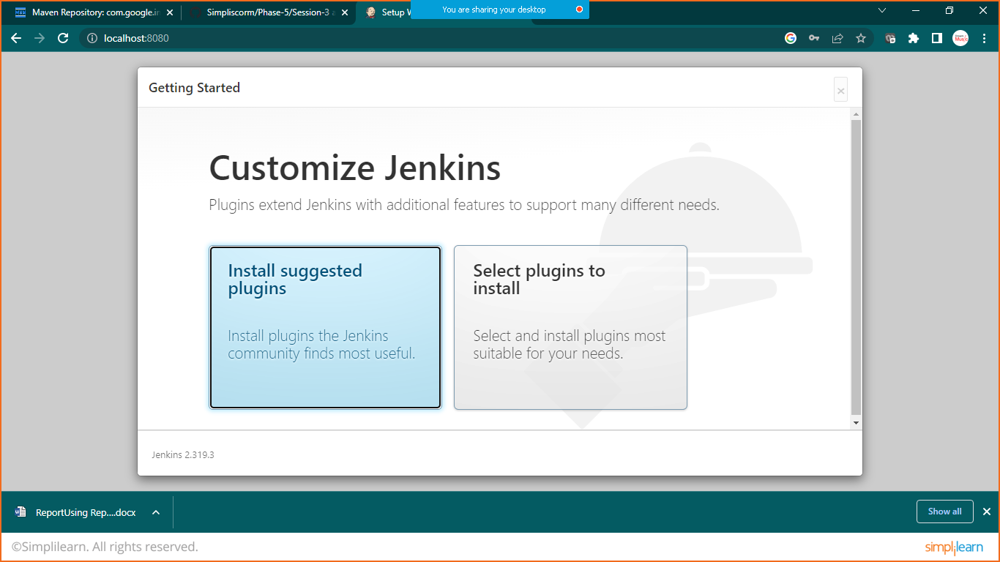 Maven Repository: com.google.in
Simpliscorm/Phase-5/Session-3 a
Setup W
You are sharing your desktop
localhost:8080
Getting Started
Customize Jenkins
Plugins extend Jenkins with additional features to support many different needs.
Install suggested
plugins
Install plugins the Jenkins
community finds most useful.
Select plugins to
install
Select and install plugins most
suitable for your needs.
Jenkins 2.319.3
ReportUsing Rep....docx
Show all
©Simplilearn. All rights reserved.
simplilearn